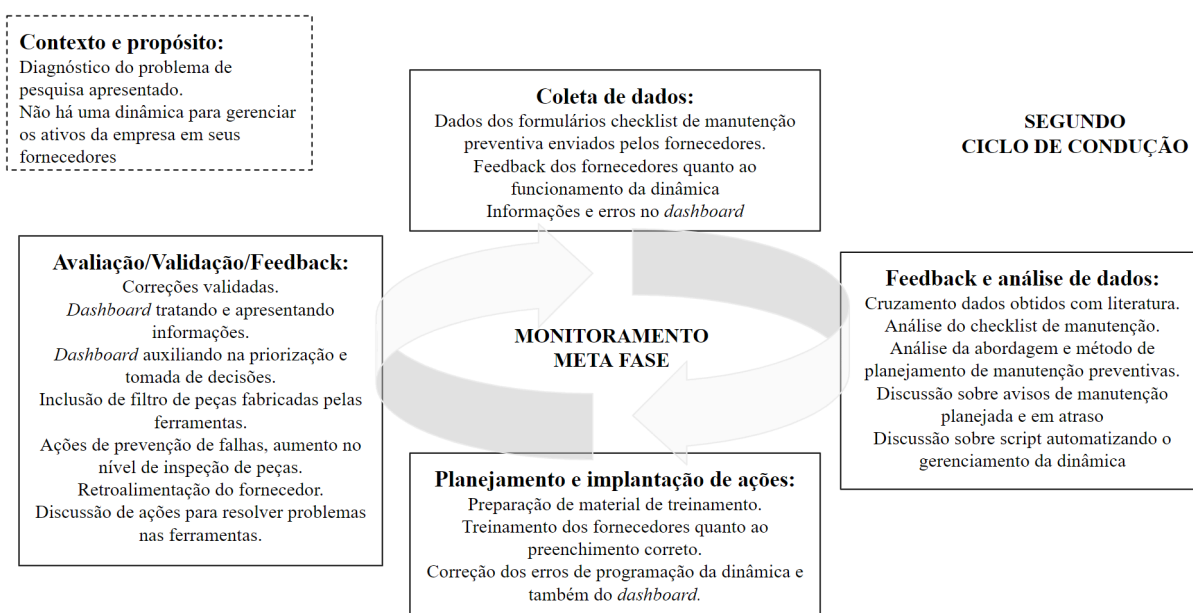 Contexto e propósito:
Diagnóstico do problema de
pesquisa apresentado.
Não há uma dinâmica para gerenciar
os ativos da empresa em seus
fornecedores
Coleta de dados:
Dados dos formulários checklist de manutenção
preventiva enviados pelos fornecedores.
Feedback dos fornecedores quanto ao
funcionamento da dinâmica
Informações e erros no dashboard
SEGUNDO
CICLO DE CONDUÇÃO
Avaliação/Validação/Feedback:
Correções validadas.
Dashboard tratando e apresentando
informações.
Dashboard auxiliando na priorização e
tomada de decisões.
Inclusão de filtro de peças fabricadas pelas
ferramentas.
Ações de prevenção de falhas, aumento no
nível de inspeção de peças.
Retroalimentação do fornecedor.
Discussão de ações para resolver problemas
nas ferramentas.
MONITORAMENTO
META FASE
Feedback e análise de dados:
Cruzamento dados obtidos com literatura.
Análise do checklist de manutenção.
Análise da abordagem e método de
planejamento de manutenção preventivas.
Discussão sobre avisos de manutenção
planejada e em atraso
Discussão sobre script automatizando o
gerenciamento da dinâmica
Planejamento e implantação de ações:
Preparação de material de treinamento.
Treinamento dos fornecedores quanto ao
preenchimento correto.
Correção dos erros de programação da dinâmica e
também do dashboard.